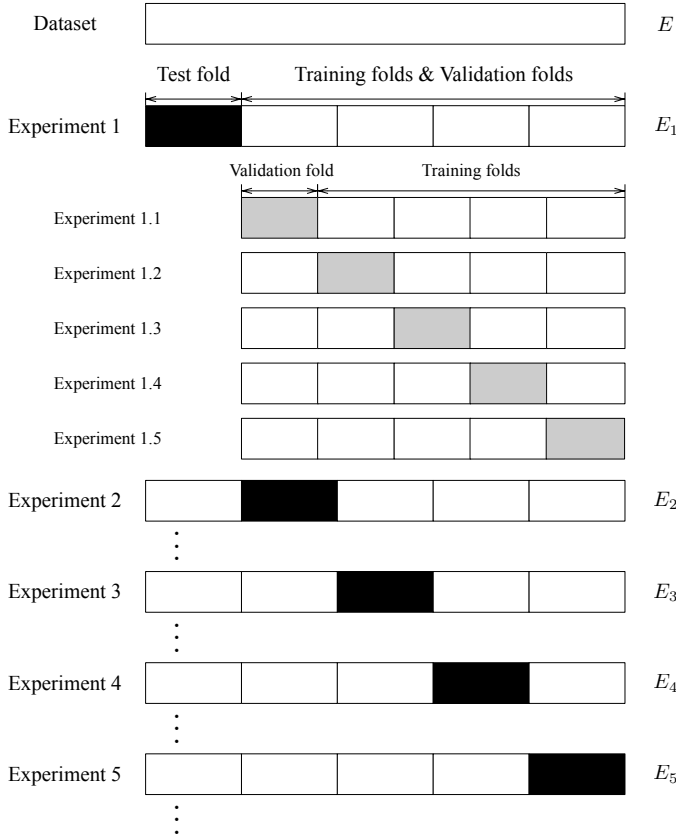 Dataset E
Test fold Training folds & Validation folds
Experiment 1 E1
Validation fold Training folds
Experiment 1.1
Experiment 1.2
Experiment 1.3
Experiment 1.4
Experiment 1.5
Experiment 2 E2
Experiment 3 E3
Experiment 4 E4
Experiment 5 E5